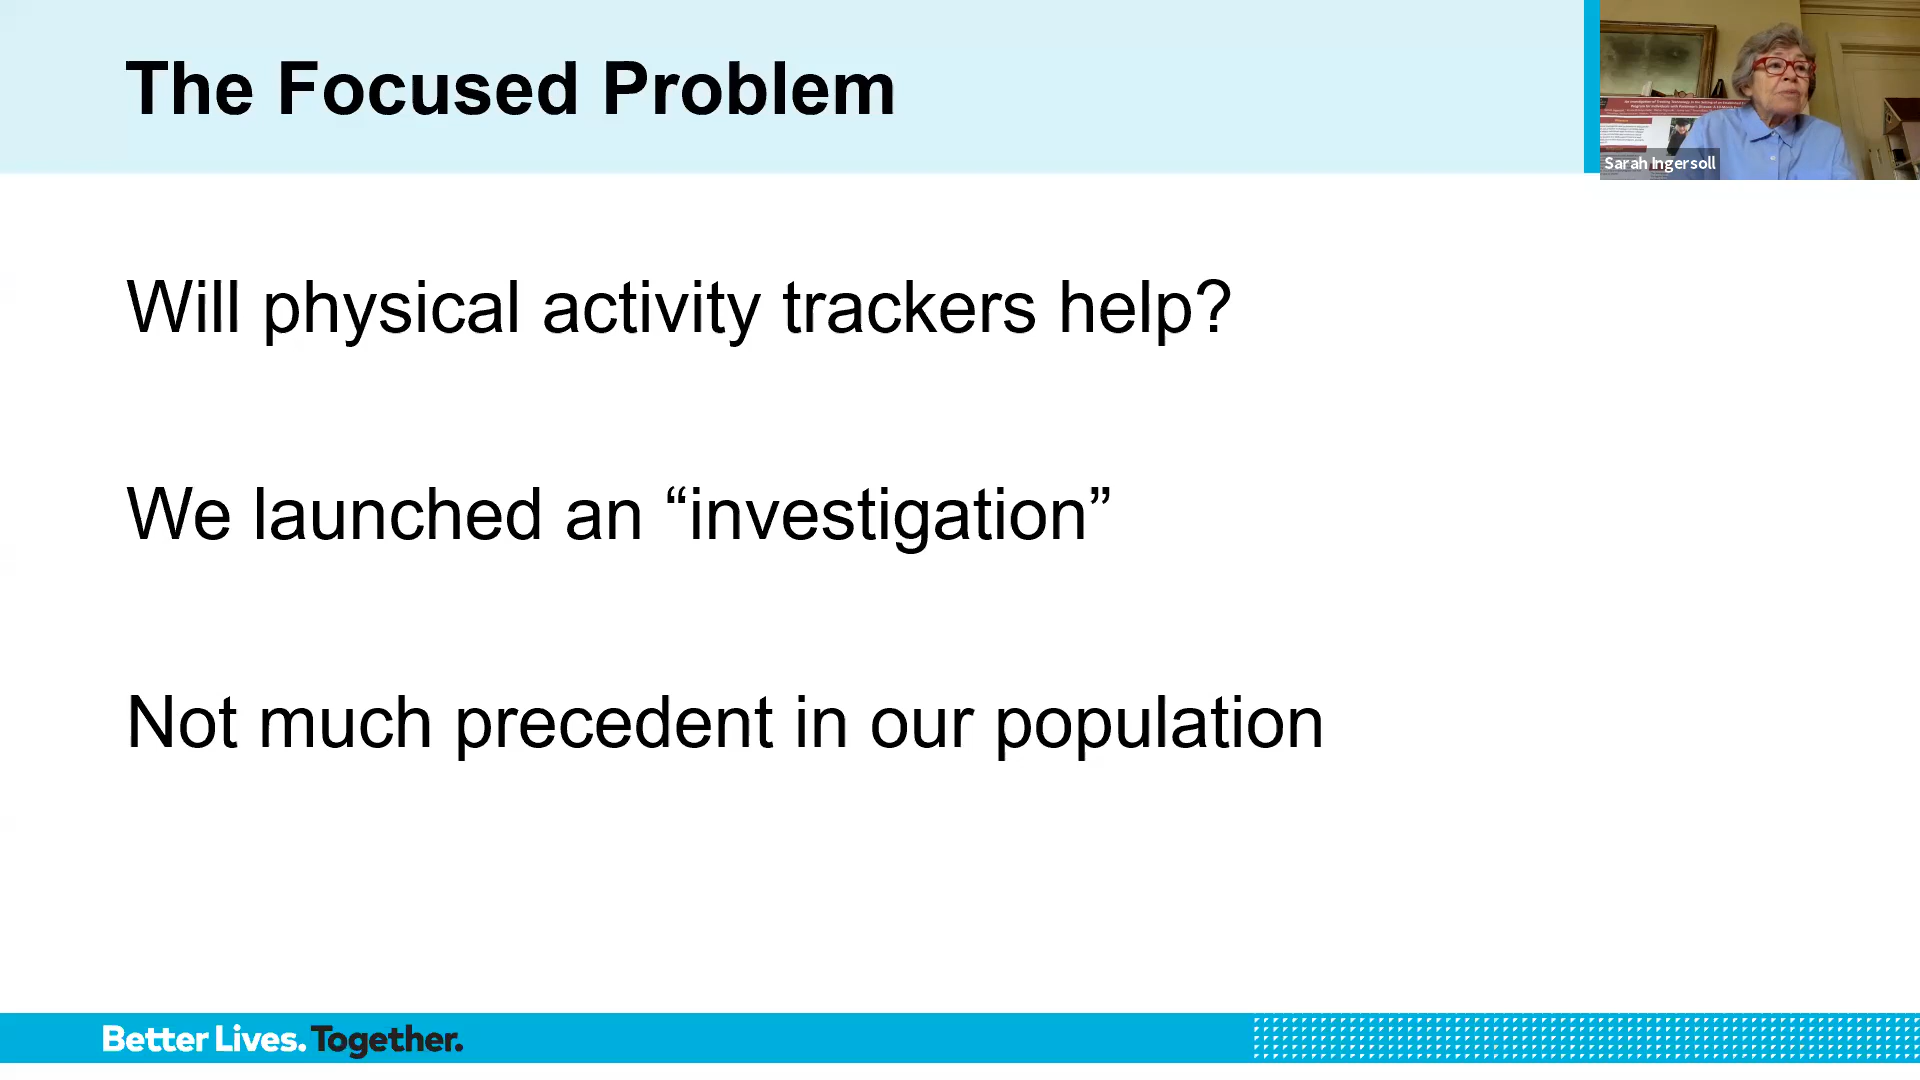 The Focused Problem
Sarah Ingersoll
Will physical activity trackers help?
We launched an “investigation”
Not much precedent in our population
Better Lives. Together.